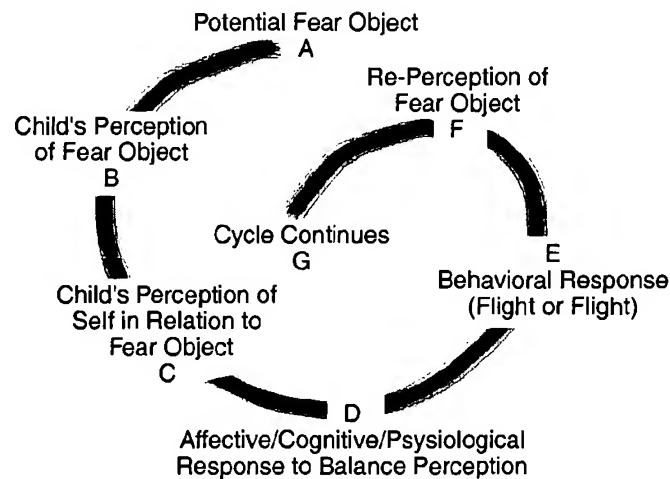 Potential Fear Object
A
Child's Perception
of Fear Object
B
Child's Perception of
Self in Relation to
Fear Object
C
D
Affective/Cognitive/Psysiological
Response to Balance Perception
E
Behavioral Response
(Flight or Flight)
Re-Perception of
Fear Object
F
Cycle Continues
G